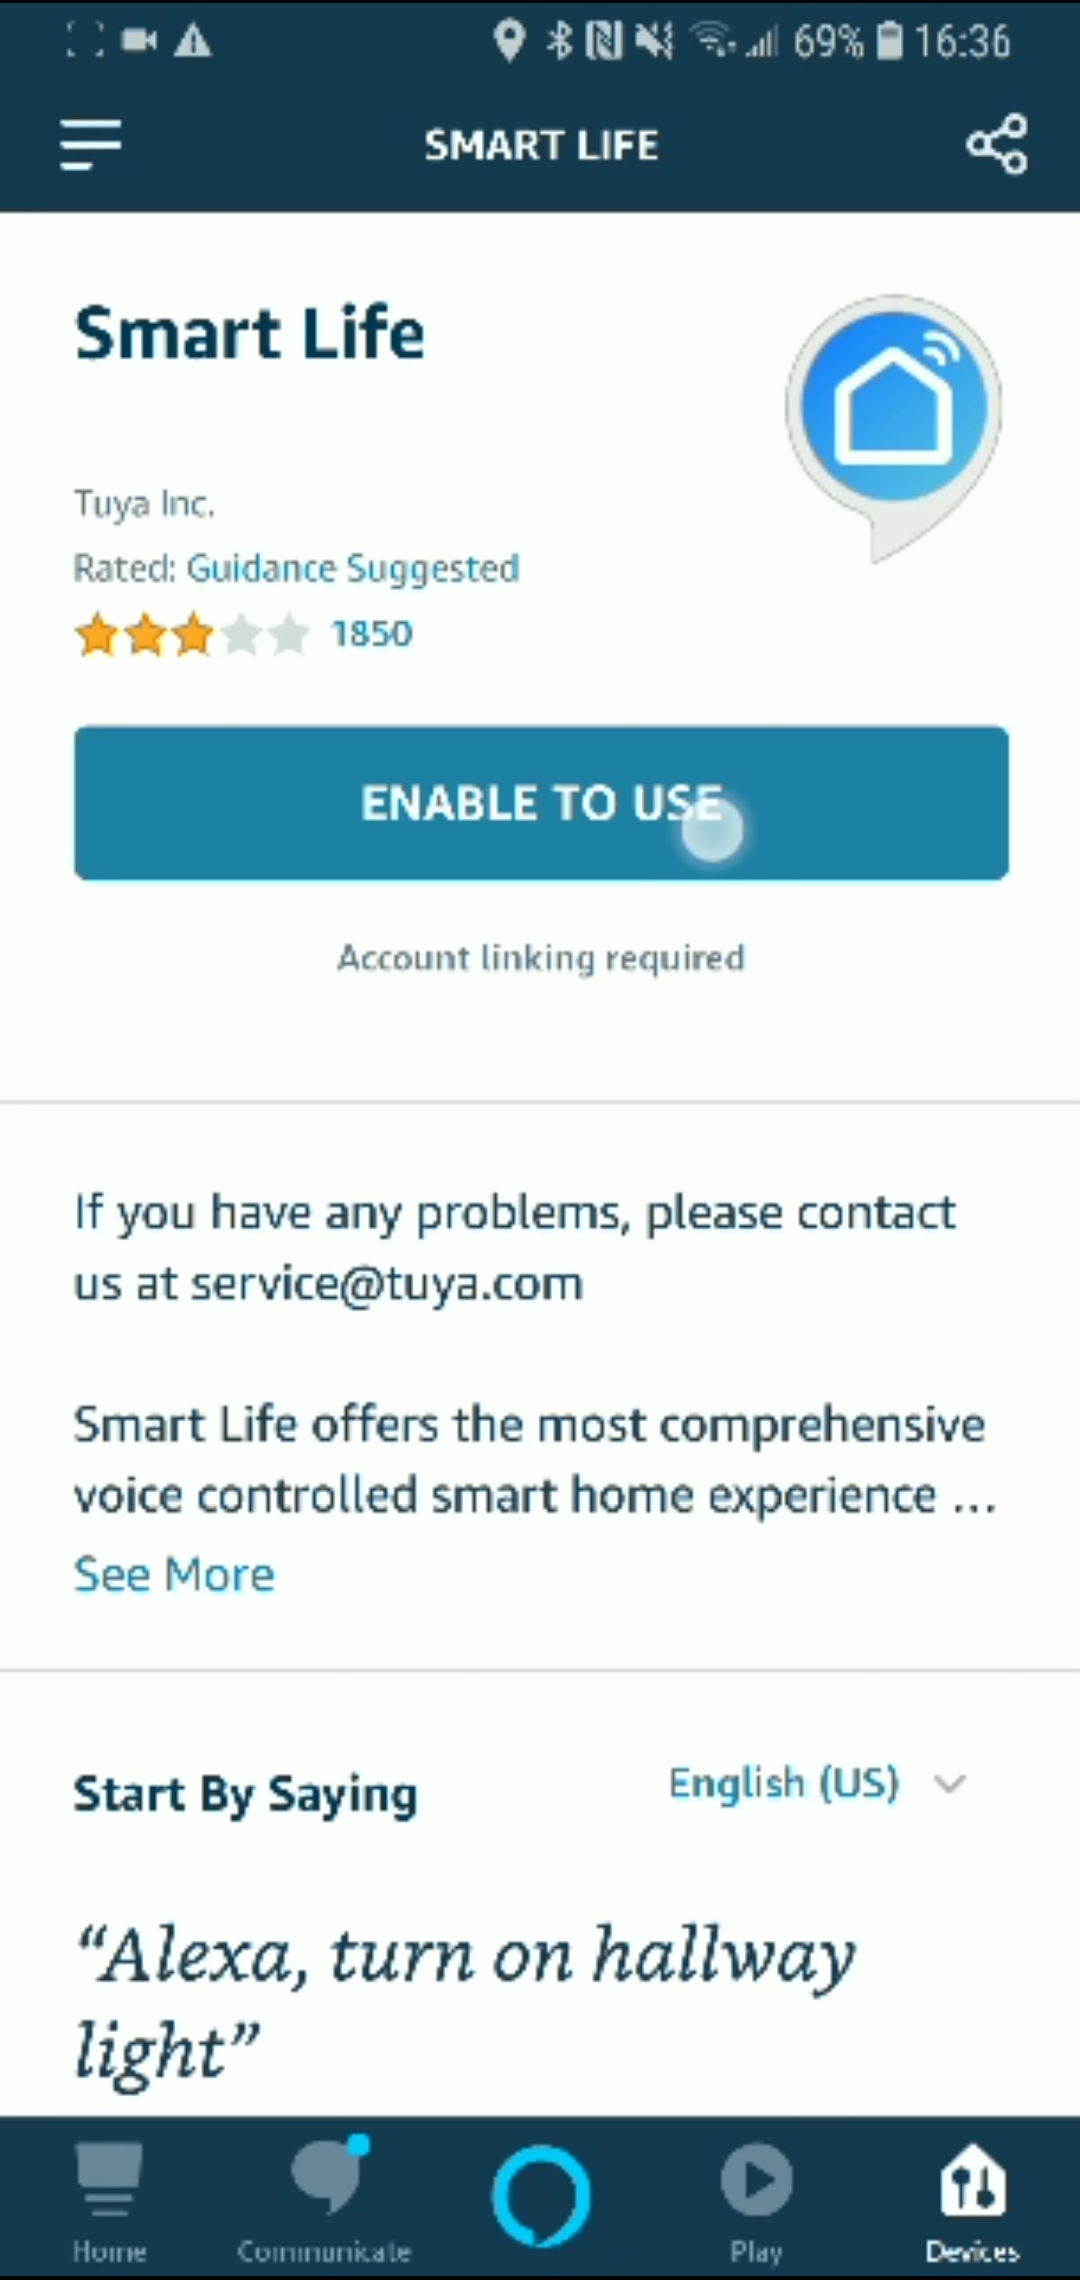 69% 16:36
SMART LIFE
Smart Life
Tuya Inc.
Rated: Guidance Suggested
1850
ENABLE TO USE
Account linking required
If you have any problems, please contact
us at service@tuya.com
Smart Life offers the most comprehensive
voice controlled smart home experience ...
See More
Start By Saying
English (US)
“Alexa, turn on hallway
light”
Home Communicate Play Devices